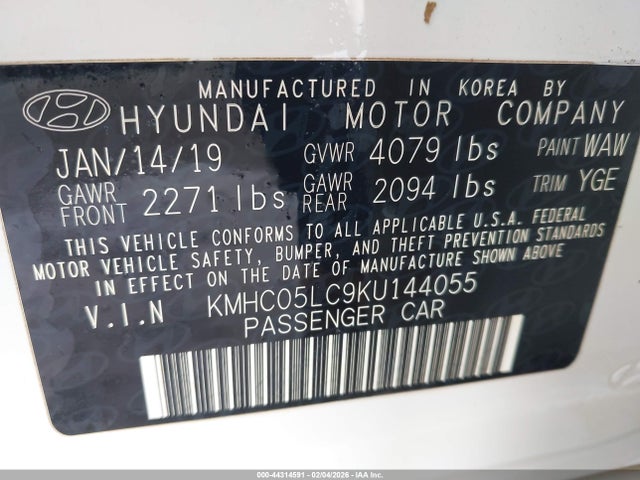 MANUFACTURED IN KOREA BY
HYUNDAI MOTOR COMPANY
JAN/14/19 GVWR 4079 lbs PAINT WAW
GAWR FRONT 2271 lbs GAWR REAR 2094 lbs TRIM YGE
THIS VEHICLE CONFORMS TO ALL APPLICABLE U.S.A. FEDERAL
MOTOR VEHICLE SAFETY, BUMPER, AND THEFT PREVENTION STANDARDS
IN EFFECT ON THE DATE OF MANUFACTURE SHOWN ABOVE
V.I.N KMHC05LC9KU144055
PASSENGER CAR
000-44314591 - 02/04/2026 - IAA Inc.